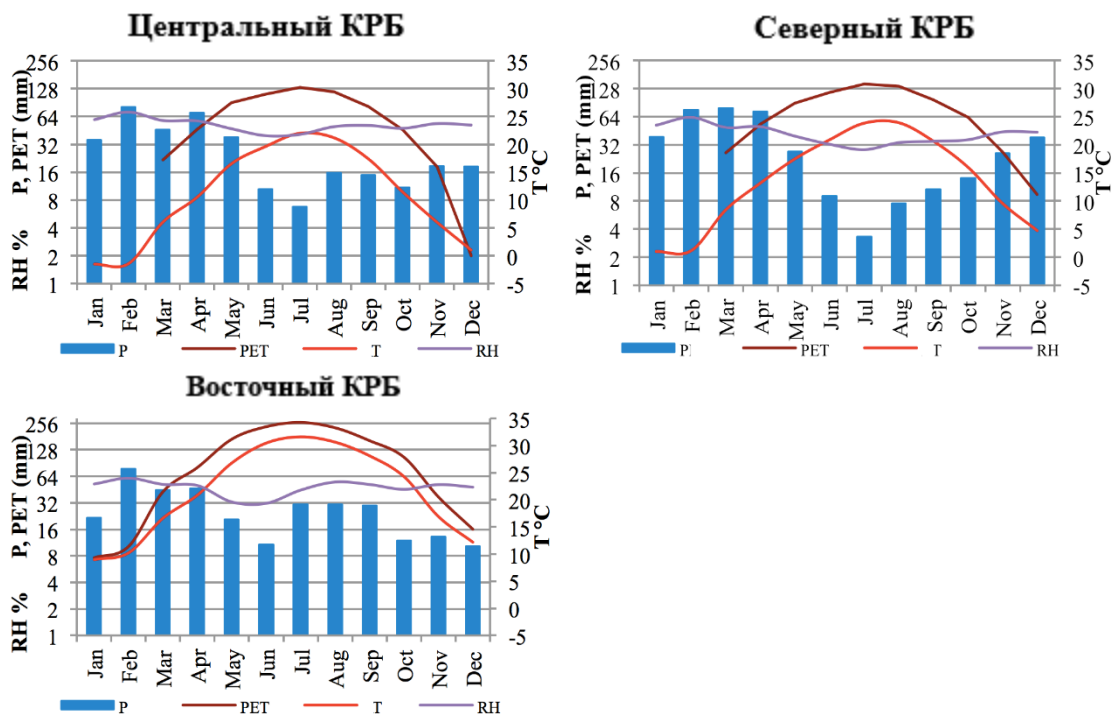 Центральный КРБ
256
128
64
32
16
8
4
2
1
P, PET (mm)
RH %
35
30
25
20
15
10
5
0
-5
T °C
Jan
Feb
Mar
Apr
May
Jun
Jul
Aug
Sep
Oct
Nov
Dec
P
PET
T
RH
Северный КРБ
256
128
64
32
16
8
4
2
1
P, PET (mm)
RH %
35
30
25
20
15
10
5
0
-5
T °C
Jan
Feb
Mar
Apr
May
Jun
Jul
Aug
Sep
Oct
Nov
Dec
P
PET
T
RH
Восточный КРБ
256
128
64
32
16
8
4
2
1
P, PET (mm)
RH %
35
30
25
20
15
10
5
0
-5
T °C
Jan
Feb
Mar
Apr
May
Jun
Jul
Aug
Sep
Oct
Nov
Dec
P
PET
T
RH